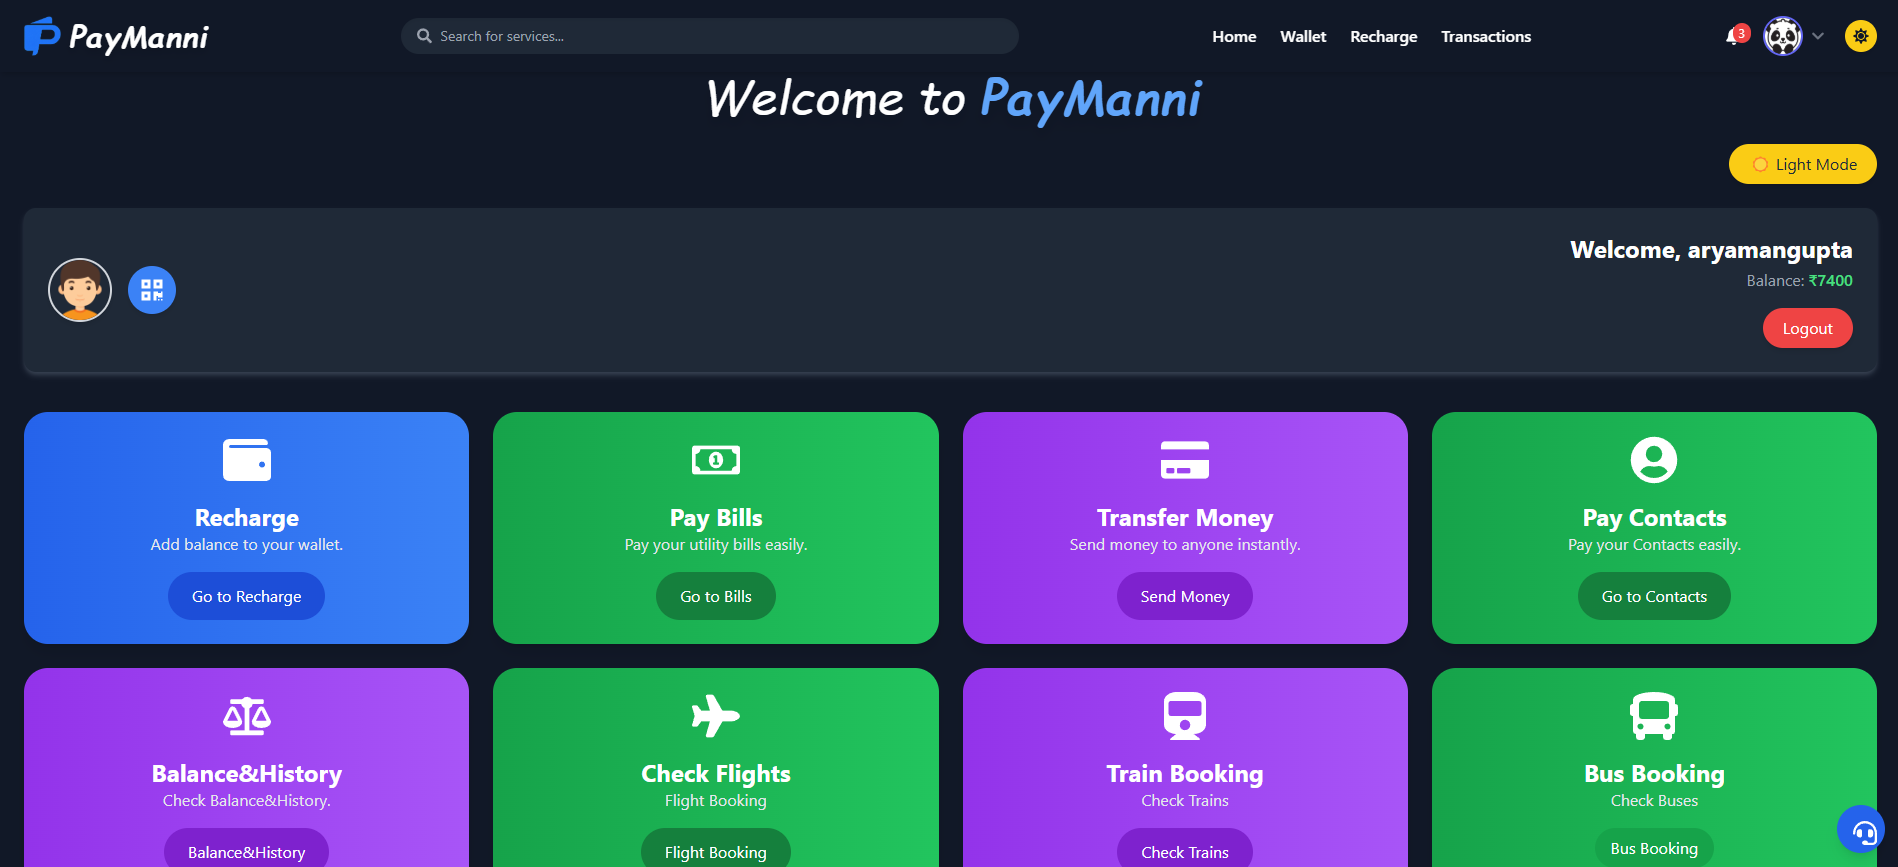 PayManni
Search for services...
Home Wallet Recharge Transactions
3
Welcome to PayManni
Light Mode
Welcome, aryamangupta
Balance: ₹7400
Logout
Recharge
Add balance to your wallet.
Go to Recharge
1
Pay Bills
Pay your utility bills easily.
Go to Bills
Transfer Money
Send money to anyone instantly.
Send Money
Pay Contacts
Pay your Contacts easily.
Go to Contacts
Balance&History
Check Balance&History.
Balance&History
Check Flights
Flight Booking
Flight Booking
Train Booking
Check Trains
Check Trains
Bus Booking
Check Buses
Bus Booking